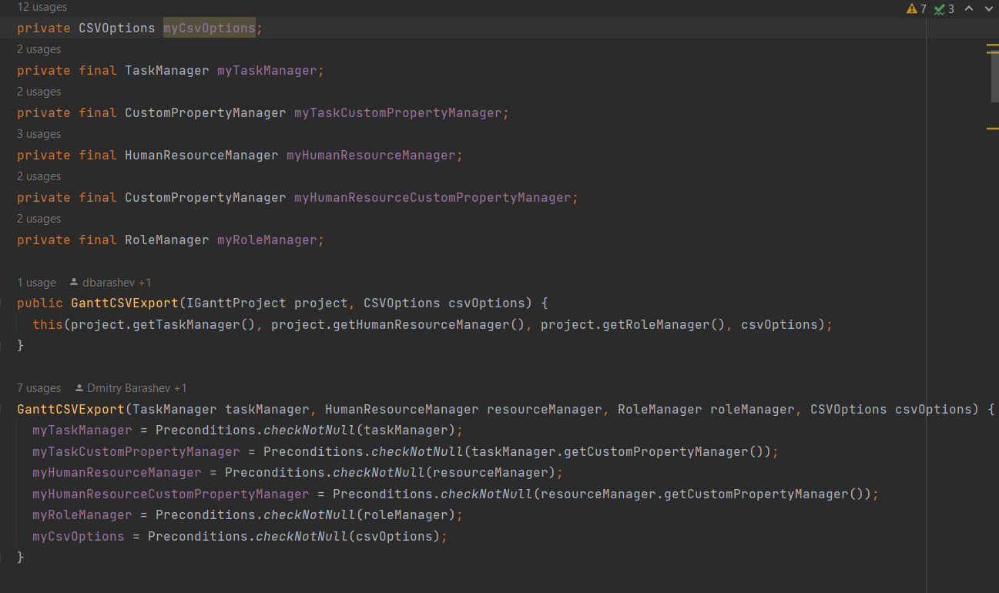 12 usages
7 3
private CSVOptions myCsvOptions;
2 usages
private final TaskManager myTaskManager;
2 usages
private final CustomPropertyManager myTaskCustomPropertyManager;
3 usages
private final HumanResourceManager myHumanResourceManager;
2 usages
private final CustomPropertyManager myHumanResourceCustomPropertyManager;
2 usages
private final RoleManager myRoleManager;
1 usage dbarashev +1
public GanttCSVExport(IGanttProject project, CSVOptions csvOptions) {
this(project.getTaskManager(), project.getHumanResourceManager(), project.getRoleManager(), csvOptions);
}
7 usages Dmitry Barashev +1
GanttCSVExport(TaskManager taskManager, HumanResourceManager resourceManager, RoleManager roleManager, CSVOptions csvOptions) {
myTaskManager = Preconditions.checkNotNull(taskManager);
myTaskCustomPropertyManager = Preconditions.checkNotNull(taskManager.getCustomPropertyManager());
myHumanResourceManager = Preconditions.checkNotNull(resourceManager);
myHumanResourceCustomPropertyManager = Preconditions.checkNotNull(resourceManager.getCustomPropertyManager());
myRoleManager = Preconditions.checkNotNull(roleManager);
myCsvOptions = Preconditions.checkNotNull(csvOptions);
}